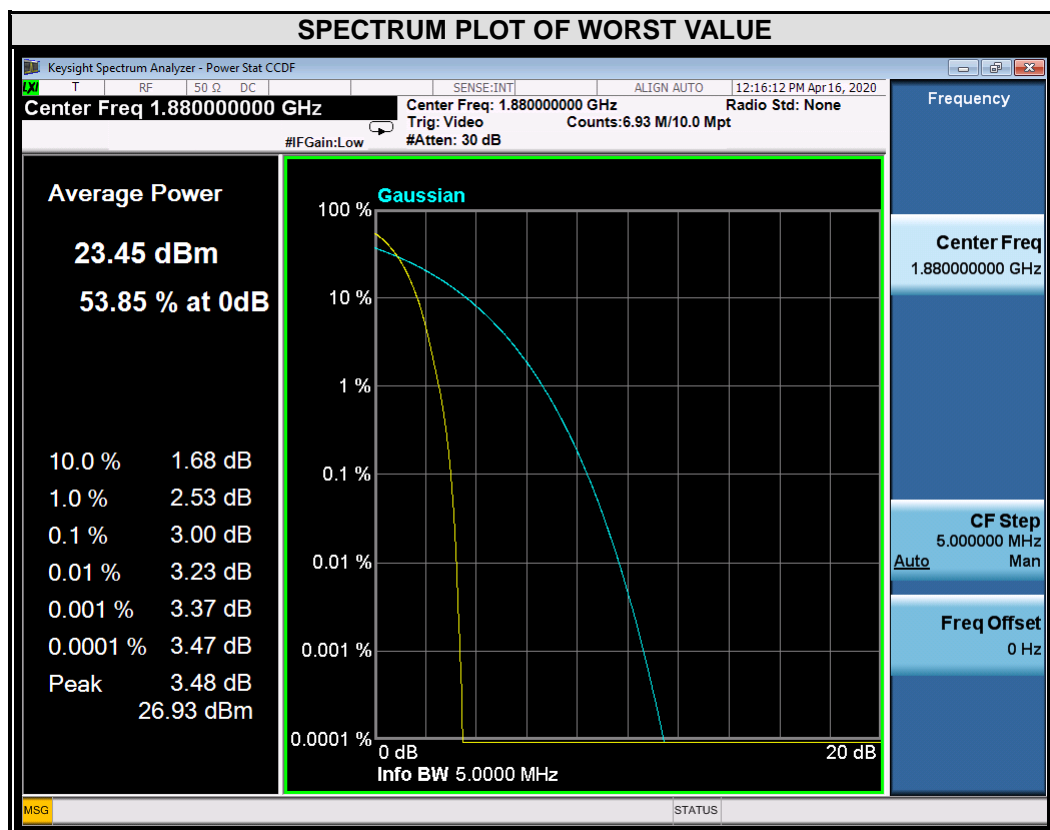 SPECTRUM PLOT OF WORST VALUE
Keysight Spectrum Analyzer - Power Stat CCDF
LXI T RF 50 Ω DC SENSE:INT ALIGN AUTO 12:16:12 PM Apr 16, 2020
Center Freq 1.880000000 GHz
Center Freq: 1.880000000 GHz Radio Std: None
Trig: Video Counts:6.93 M/10.0 Mpt
#IFGain:Low #Atten: 30 dB
Frequency
Average Power
23.45 dBm
53.85 % at 0dB
10.0 % 1.68 dB
1.0 % 2.53 dB
0.1 % 3.00 dB
0.01 % 3.23 dB
0.001 % 3.37 dB
0.0001 % 3.47 dB
Peak 3.48 dB
26.93 dBm
Gaussian
100 %
10 %
1 %
0.1 %
0.01 %
0.001 %
0.0001 %
0 dB 20 dB
Info BW 5.0000 MHz
Center Freq
1.880000000 GHz
CF Step
5.000000 MHz
Auto Man
Freq Offset
0 Hz
MSG STATUS